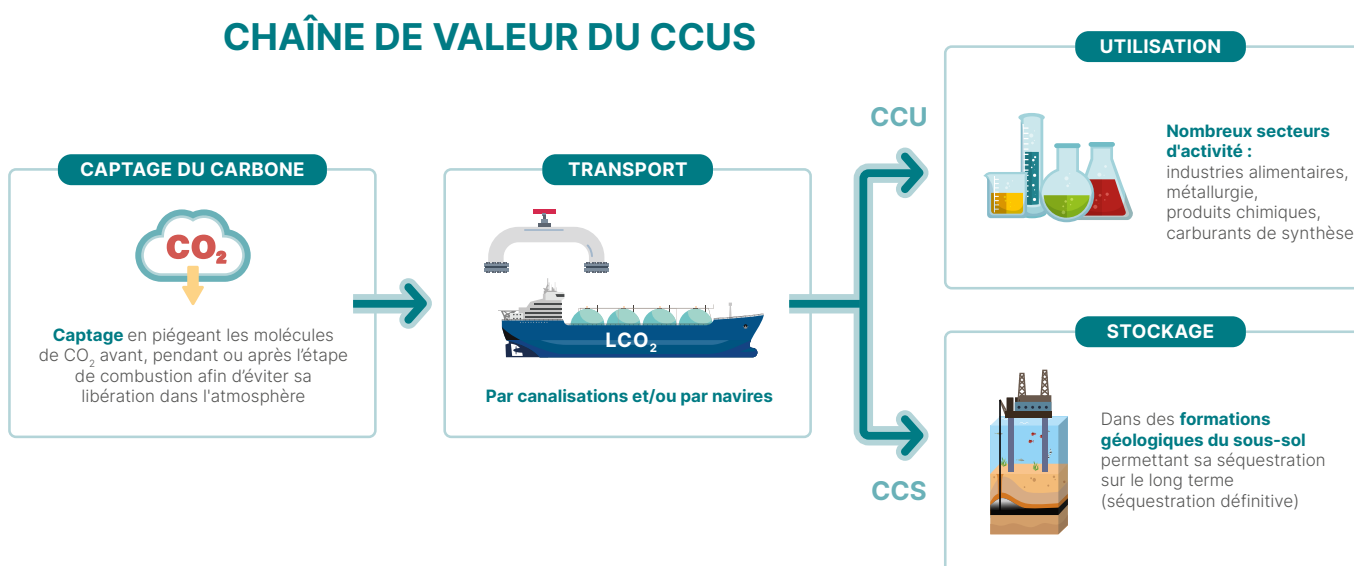 CHAÎNE DE VALEUR DU CCUS
CAPTAGE DU CARBONE
CO₂
Captage en piégeant les molécules
de CO₂ avant, pendant ou après l’étape
de combustion afin d’éviter sa
libération dans l'atmosphère
TRANSPORT
LCO₂
Par canalisations et/ou par navires
CCU
UTILISATION
Nombreux secteurs
d'activité :
industries alimentaires,
métallurgie,
produits chimiques,
carburants de synthèse
CCS
STOCKAGE
Dans des formations
géologiques du sous-sol
permettant sa séquestration
sur le long terme
(séquestration définitive)